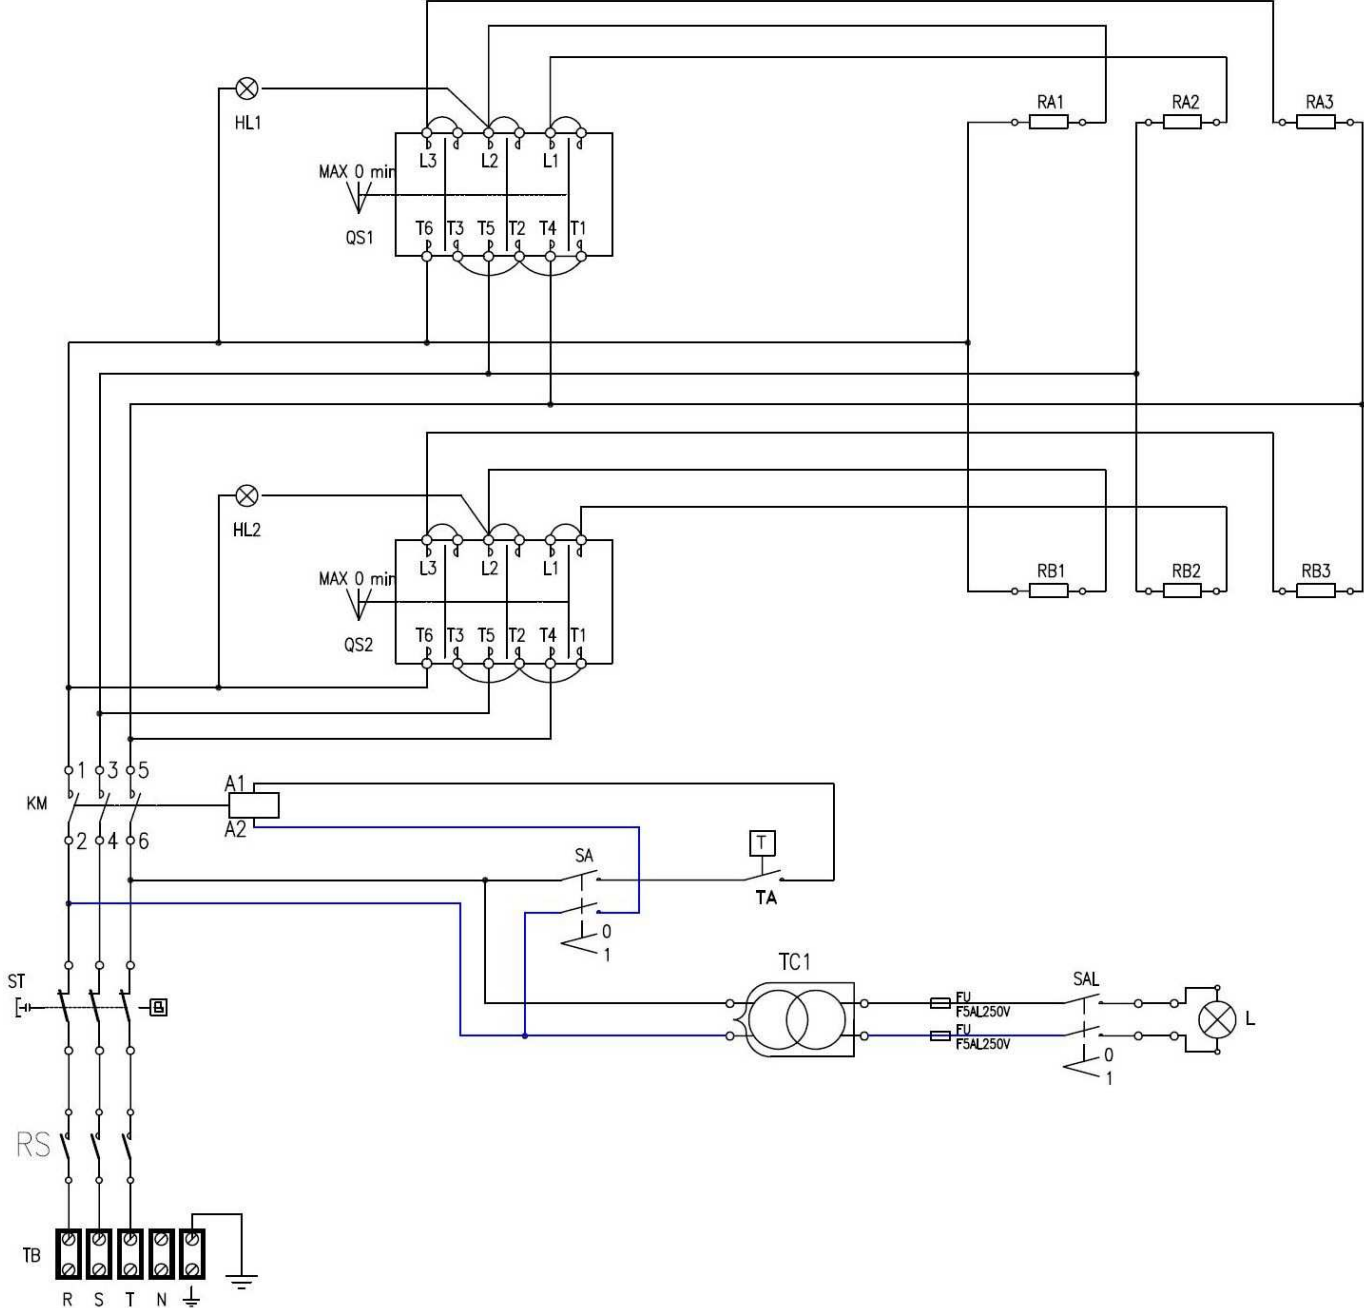 RA1 RA2 RA3
HL1
L3 L2 L1
MAX 0 min
T6 T3 T5 T2 T4 T1
QS1
HL2
L3 L2 L1
RB1 RB2 RB3
MAX 0 min
T6 T3 T5 T2 T4 T1
QS2
1 3 5
A1
KM
A2
2 4 6
T
SA
TA
0
1
TC1
ST
SAL
FU
F5AL250V
L
FU
F5AL250V
0
1
RS
TB
R S T N